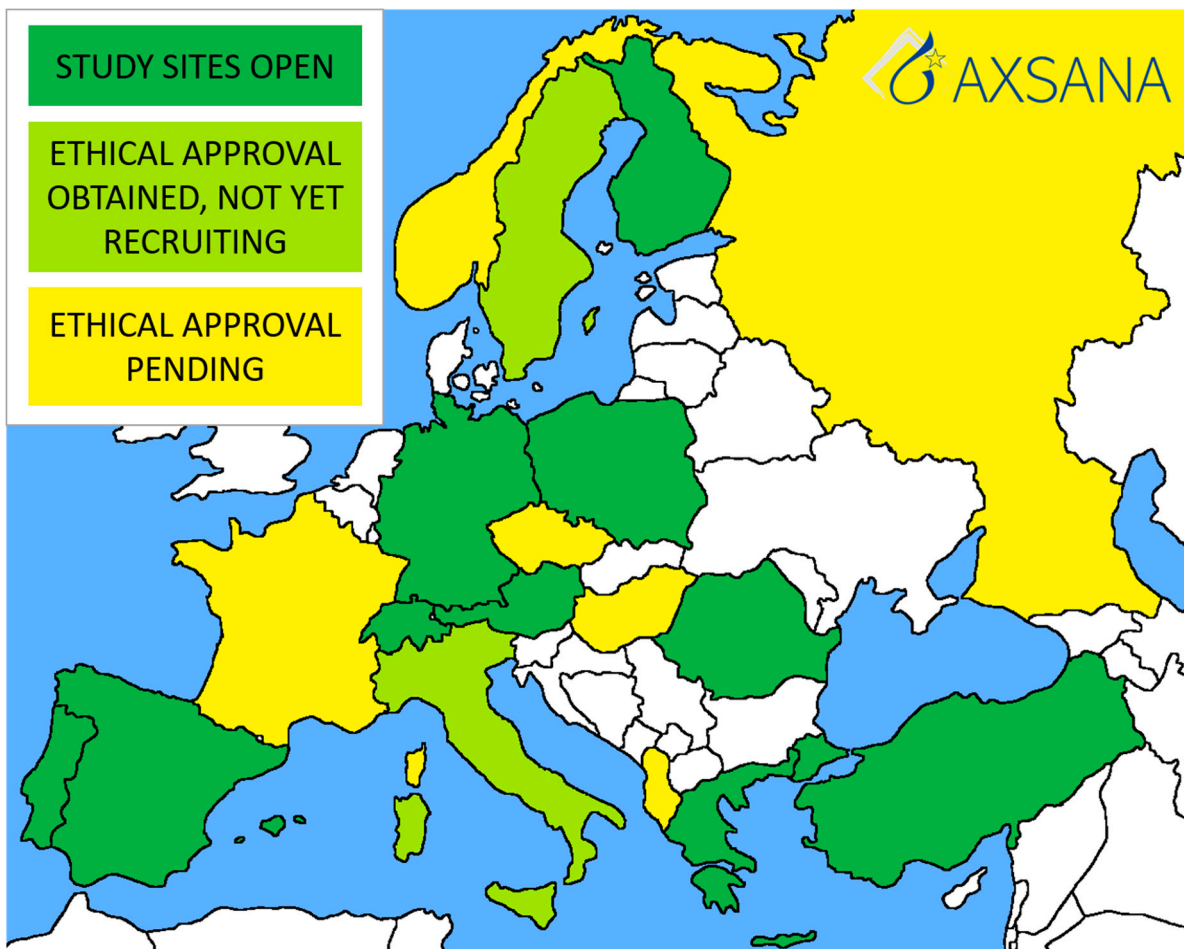 STUDY SITES OPEN
ETHICAL APPROVAL
OBTAINED, NOT YET
RECRUITING
ETHICAL APPROVAL
PENDING
AXSANA